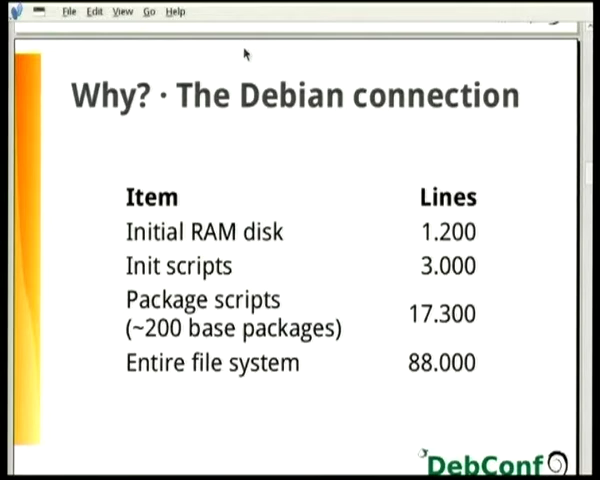 File Edit View Go Help
Why? · The Debian connection
Item Lines
Initial RAM disk 1.200
Init scripts 3.000
Package scripts
(~200 base packages) 17.300
Entire file system 88.000
DebConf